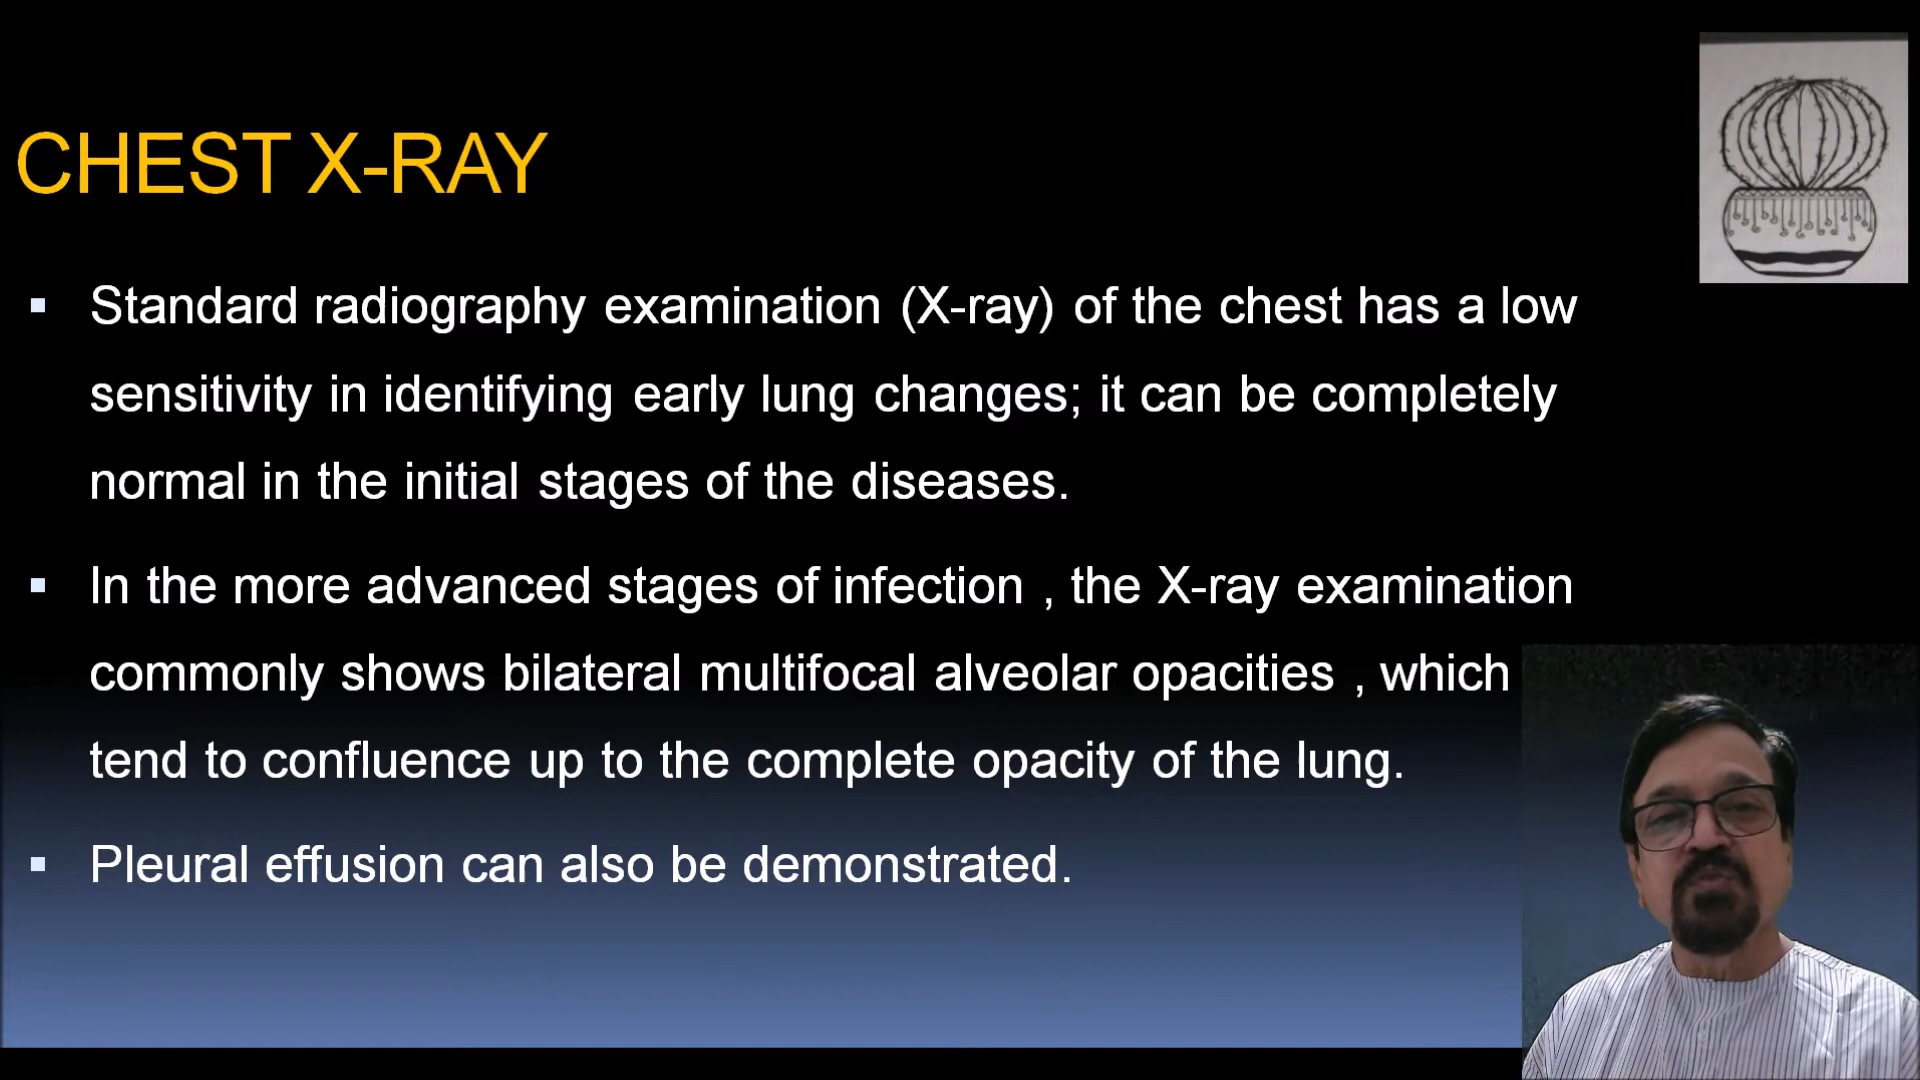 CHEST X-RAY
▪ Standard radiography examination (X-ray) of the chest has a low
sensitivity in identifying early lung changes; it can be completely
normal in the initial stages of the diseases.
▪ In the more advanced stages of infection , the X-ray examination
commonly shows bilateral multifocal alveolar opacities , which
tend to confluence up to the complete opacity of the lung.
▪ Pleural effusion can also be demonstrated.